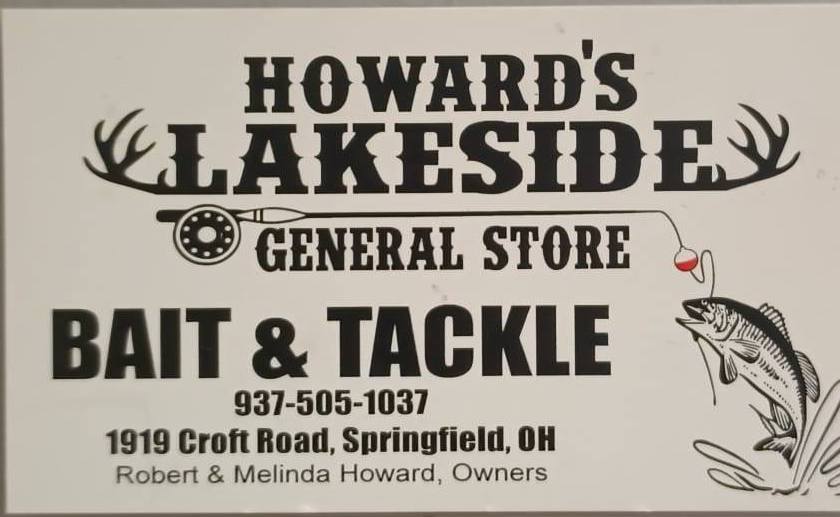 HOWARD'S
LAKESIDE
GENERAL STORE
BAIT & TACKLE
937-505-1037
1919 Croft Road, Springfield, OH
Robert & Melinda Howard, Owners